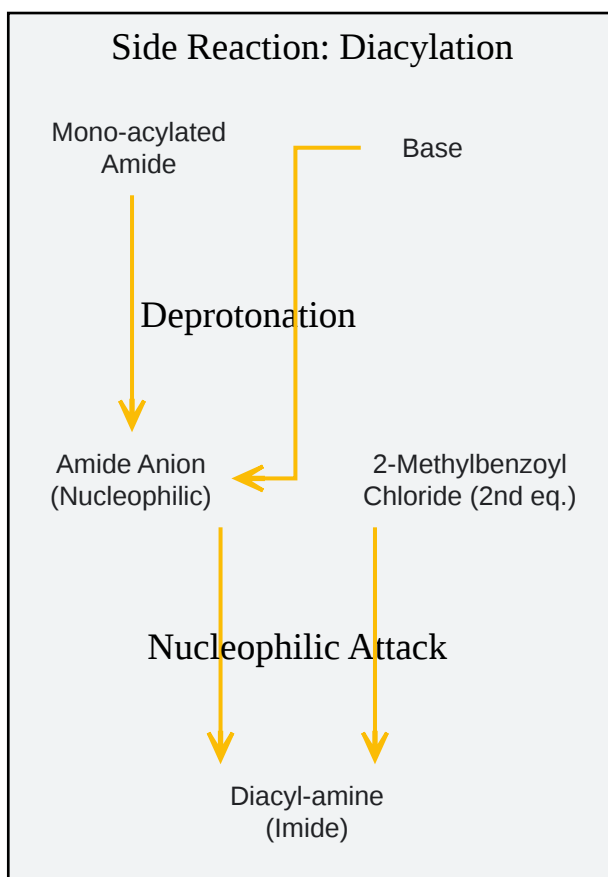 Side Reaction: Diacylation
Mono-acylated
Amide
Base
Deprotonation
Amide Anion
(Nucleophilic)
2-Methylbenzoyl
Chloride (2nd eq.)
Nucleophilic Attack
Diacyl-amine
(Imide)